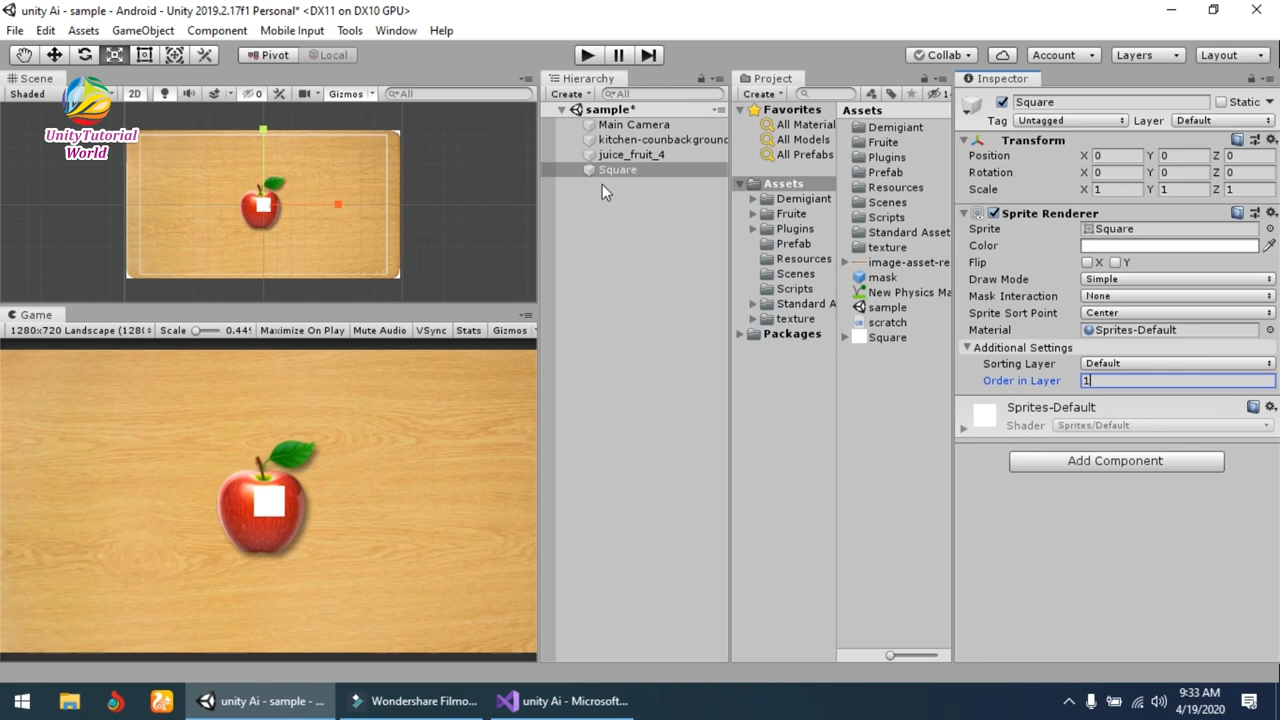 unity Ai - sample - Android - Unity 2019.2.17f1 Personal* <DX11 on DX10 GPU>
File Edit Assets GameObject Component Mobile Input Tools Window Help
Pivot Local Collab Account Layers Layout
Scene
Shaded 2D 0 Gizmos All
UnityTutorial
World
Game
1280x720 Landscape (128( Scale 0.44 Maximize On Play Mute Audio VSync Stats Gizmos
Hierarchy
Create All
sample*
Main Camera
kitchen-counbackground
juice_fruit_4
Square
Project
Create 1
Favorites
All Material
All Models
All Prefabs
Assets
Demigiant
Fruite
Plugins
Prefab
Resources
Scenes
Scripts
Standard A
texture
Packages
Assets
Demigiant
Fruite
Plugins
Prefab
Resources
Scenes
Scripts
Standard Asset
texture
image-asset-re
mask
New Physics Ma
sample
scratch
Square
Inspector
Square Static
Tag Untagged Layer Default
Transform
Position X 0 Y 0 Z 0
Rotation X 0 Y 0 Z 0
Scale X 1 Y 1 Z 1
Sprite Renderer
Sprite Square
Color
Flip X Y
Draw Mode Simple
Mask Interaction None
Sprite Sort Point Center
Material Sprites-Default
Additional Settings
Sorting Layer Default
Order in Layer 1
Sprites-Default
Shader Sprites/Default
Add Component
unity Ai - sample - ...
Wondershare Filmo...
unity Ai - Microsoft...
9:33 AM
4/19/2020